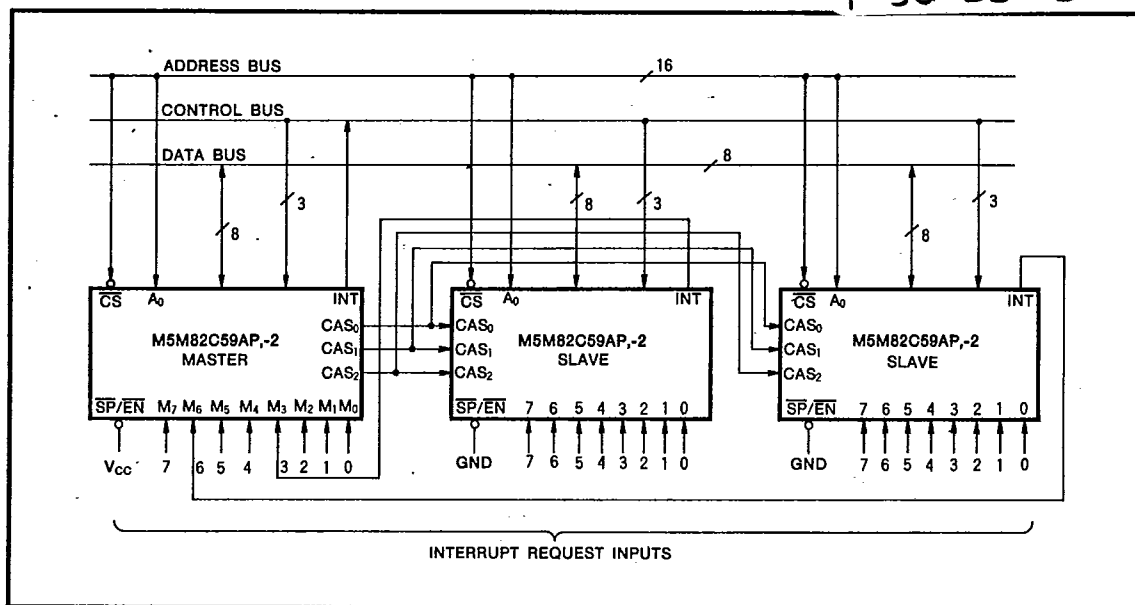 ADDRESS BUS 16
CONTROL BUS
DATA BUS 8
8 3 8 3 8 3
CS A₀ INT CS A₀ INT CS A₀ INT
M5M82C59AP,-2
MASTER
CAS₀
CAS₁
CAS₂
SP/EN M₇ M₆ M₅ M₄ M₃ M₂ M₁ M₀
VCC 7 6 5 4 3 2 1 0
CAS₀
CAS₁
CAS₂
M5M82C59AP,-2
SLAVE
SP/EN 7 6 5 4 3 2 1 0
GND 7 6 5 4 3 2 1 0
CAS₀
CAS₁
CAS₂
M5M82C59AP,-2
SLAVE
SP/EN 7 6 5 4 3 2 1 0
GND 7 6 5 4 3 2 1 0
INTERRUPT REQUEST INPUTS